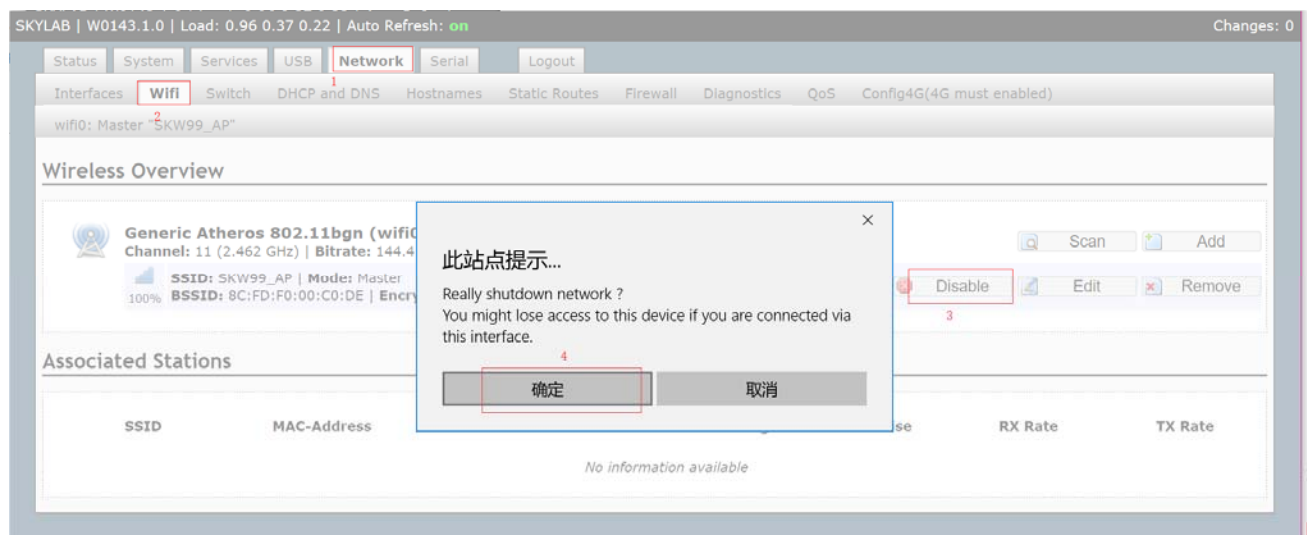 SKYLAB | W0143.1.0 | Load: 0.96 0.37 0.22 | Auto Refresh: on Changes: 0
Status System Services USB Network Serial Logout
1
Interfaces Wifi Switch DHCP and DNS Hostnames Static Routes Firewall Diagnostics QoS Config4G(4G must enabled)
2
wifi0: Master "SKW99_AP"
Wireless Overview
Generic Atheros 802.11bgn (wifi0
Channel: 11 (2.462 GHz) | Bitrate: 144.4
Scan Add
SSID: SKW99_AP | Mode: Master
100% BSSID: 8C:FD:F0:00:C0:DE | Encry
Disable Edit Remove
3
此站点提示...
Really shutdown network ?
You might lose access to this device if you are connected via
this interface.
4
确定 取消
Associated Stations
SSID MAC-Address RX Rate TX Rate
No information available